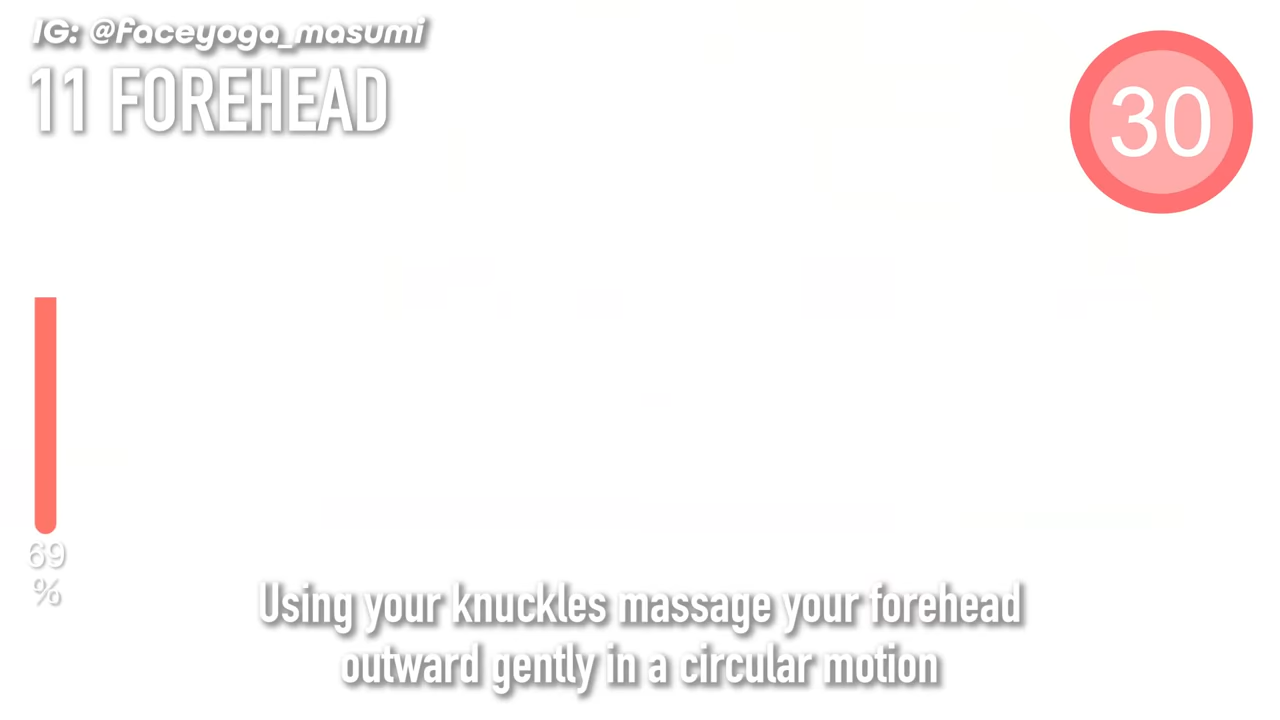 IG: @faceyoga_masumi
11 FOREHEAD
30
69
%
Using your knuckles massage your forehead
outward gently in a circular motion